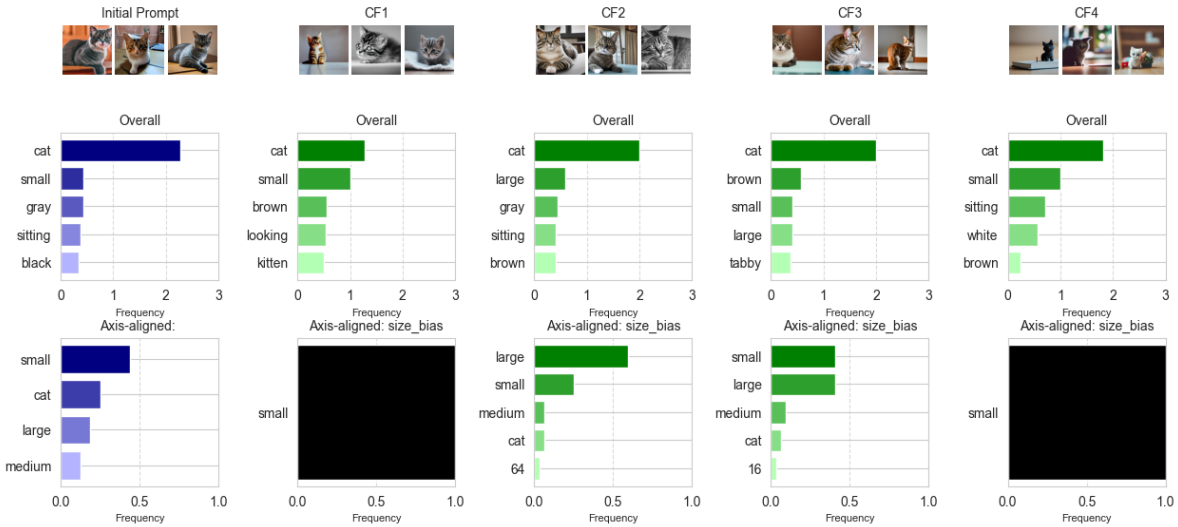 Initial Prompt
CF1
CF2
CF3
CF4
Overall
cat
small
gray
sitting
black
0 1 2 3
Frequency
Overall
cat
small
brown
looking
kitten
0 1 2 3
Frequency
Overall
cat
large
gray
sitting
brown
0 1 2 3
Frequency
Overall
cat
brown
small
large
tabby
0 1 2 3
Frequency
Overall
cat
small
sitting
white
brown
0 1 2 3
Frequency
Axis-aligned:
small
cat
large
medium
0.0 0.5 1.0
Frequency
Axis-aligned: size_bias
small
0.0 0.5 1.0
Frequency
Axis-aligned: size_bias
large
small
medium
cat
64
0.0 0.5 1.0
Frequency
Axis-aligned: size_bias
small
large
medium
cat
16
0.0 0.5 1.0
Frequency
Axis-aligned: size_bias
small
0.0 0.5 1.0
Frequency